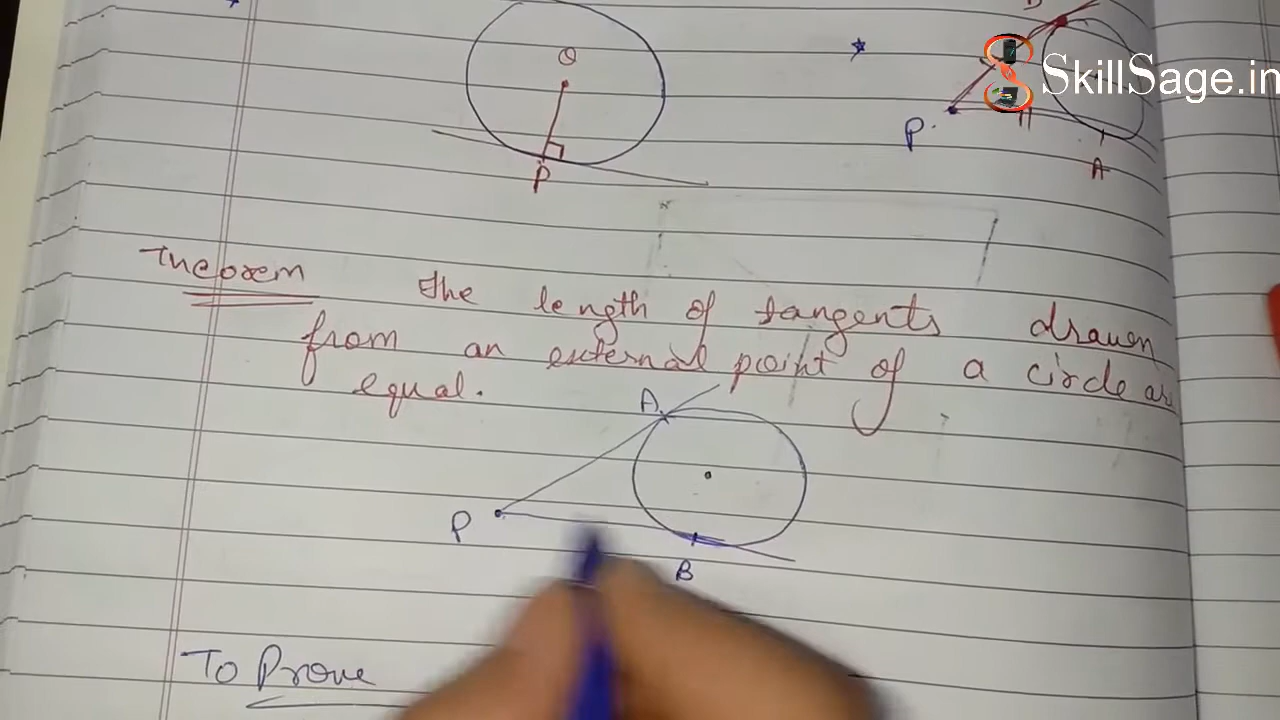 SkillSage.in
O
P
P.
A
Theorem The length of tangents drawn
from an external point of a circle are
equal.
A
P
B
To Prove